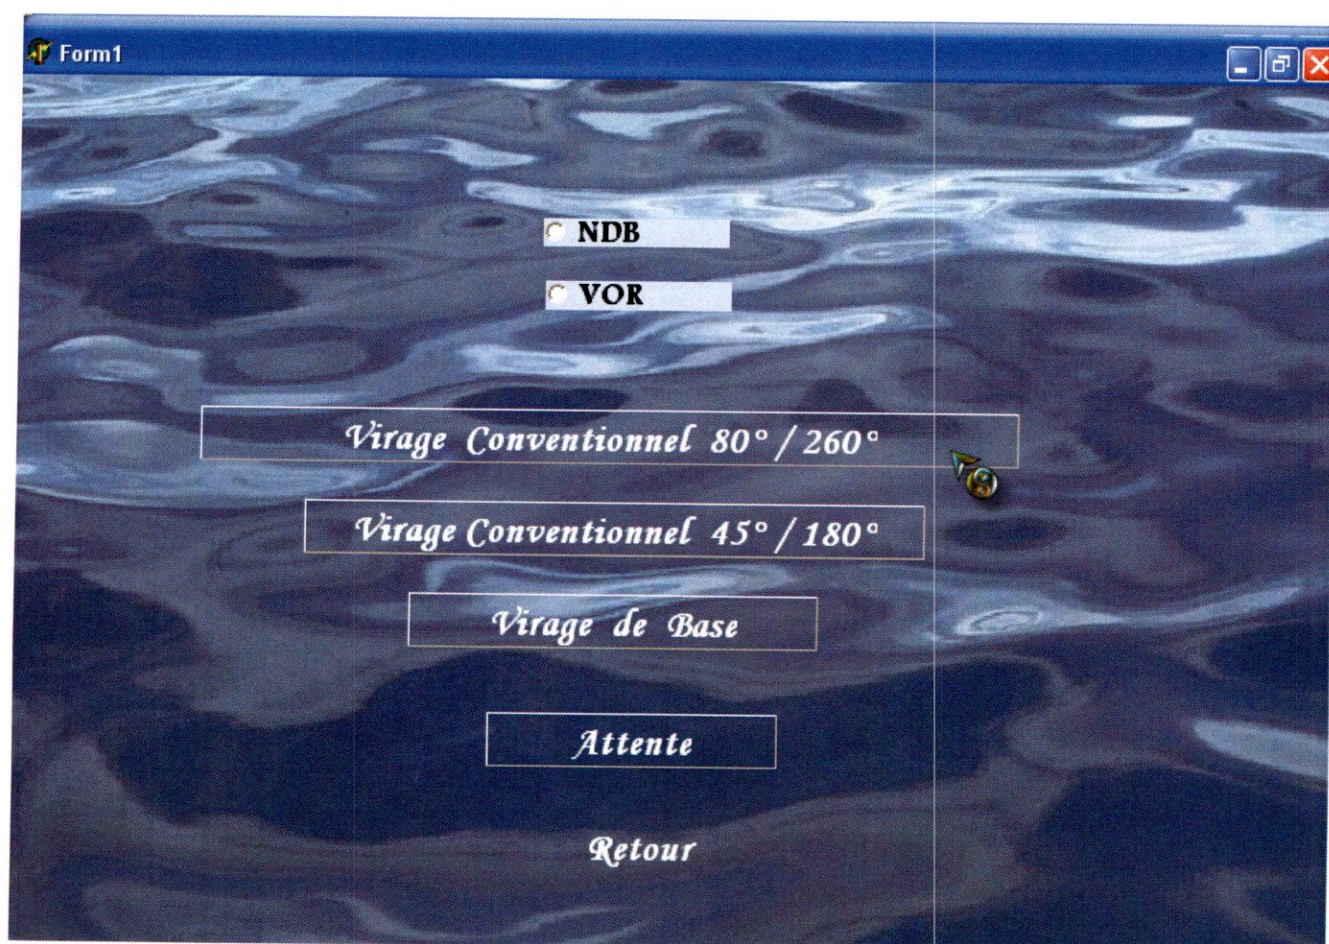 Form1
NDB
VOR
Virage Conventionnel 80° / 260°
Virage Conventionnel 45° / 180°
Virage de Base
Attente
Retour